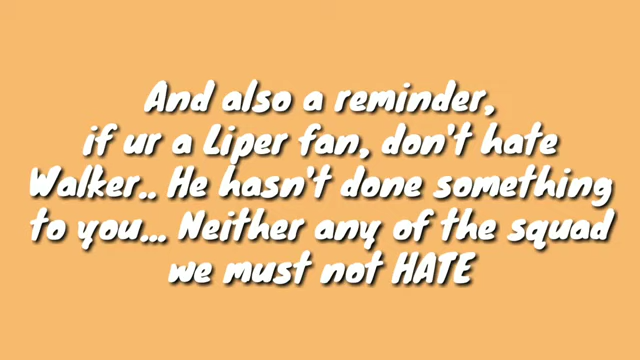 And also a reminder,
if ur a Liper fan, don't hate
Walker.. He hasn't done something
to you... Neither any of the squad
we must not HATE